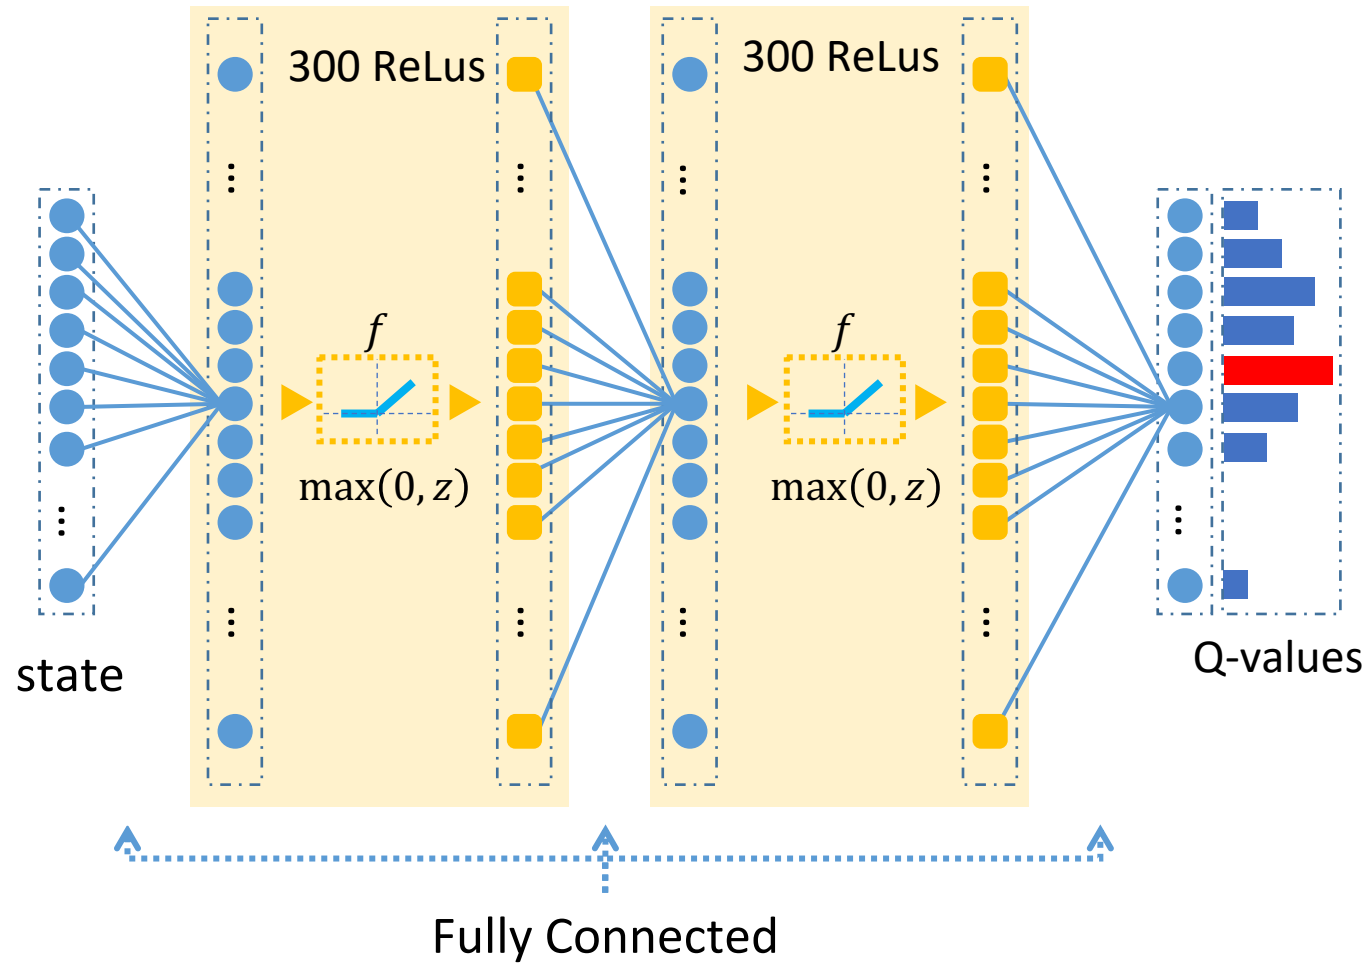 300 ReLus
300 ReLus
f
f
max(0, z)
max(0, z)
state
Q-values
Fully Connected